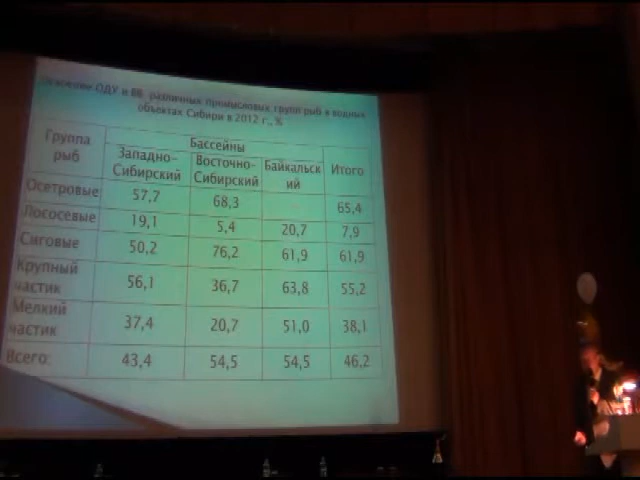 Освоение ОДУ и ВВ различных промысловых групп рыб в водных
объектах Сибири в 2012 г., %
Группа рыб Бассейны Итого
Западно-Сибирский Восточно-Сибирский Байкальский
Осетровые 57,7 68,3 65,4
Лососевые 19,1 5,4 20,7 7,9
Сиговые 50,2 76,2 61,9 61,9
Крупный частик 56,1 36,7 63,8 55,2
Мелкий частик 37,4 20,7 51,0 38,1
Всего: 43,4 54,5 54,5 46,2